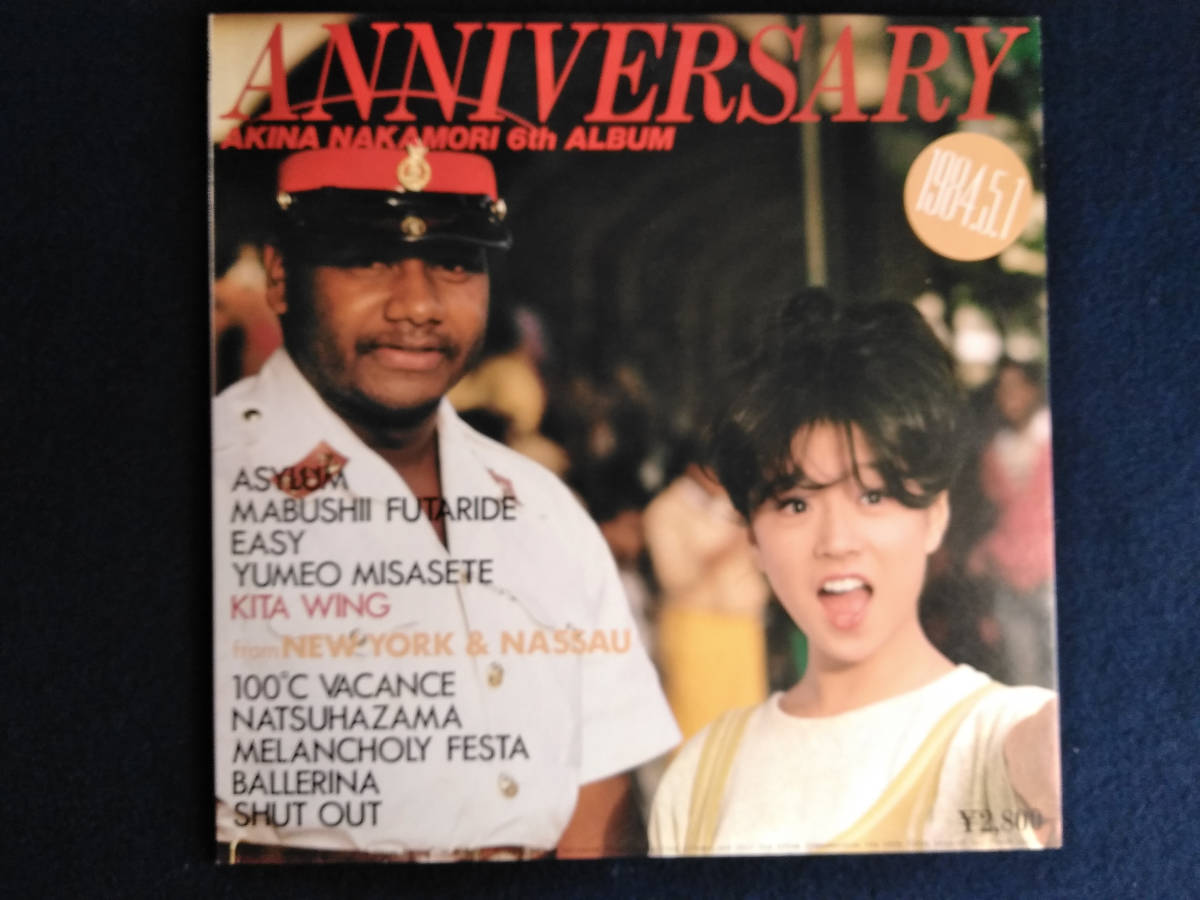 ANNIVERSARY
AKINA NAKAMORI 6th ALBUM
1984.5.1
ASYLUM
MABUSHII FUTARIDE
EASY
YUMEO MISASETE
KITA WING
from NEW YORK & NASSAU
100°C VACANCE
NATSUHAZAMA
MELANCHOLY FESTA
BALLERINA
SHUT OUT
¥2,800